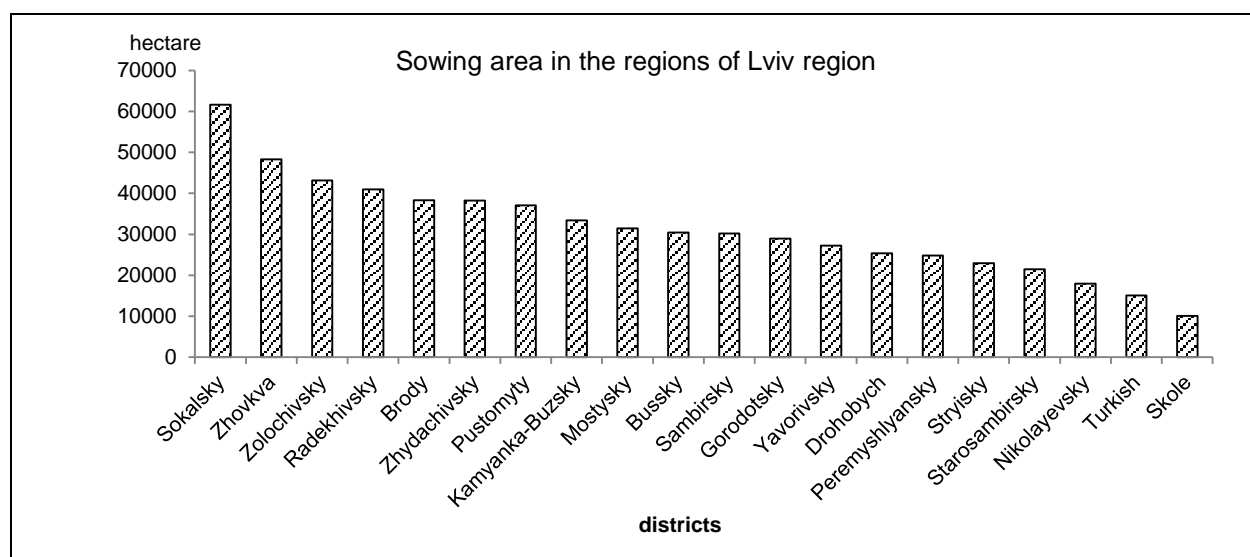 hectare
Sowing area in the regions of Lviv region
70000
60000
50000
40000
30000
20000
10000
0
Sokalsky
Zhovkva
Zolochivsky
Radekhivsky
Brody
Zhydachivsky
Pustomyty
Kamyanka-Buzsky
Mostysky
Bussky
Sambirsky
Gorodotsky
Yavorivsky
Drohobych
Peremyshlyansky
Stryisky
Starosambirsky
Nikolayevsky
Turkish
Skole
districts